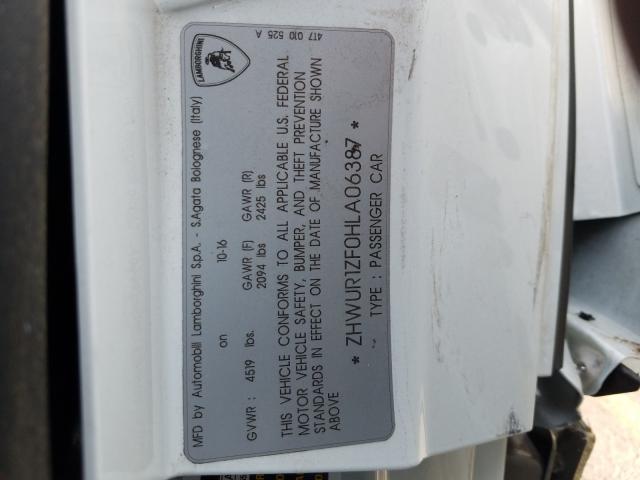 MFD by Automobili Lamborghini S.p.A. - S.Agata Bolognese (Italy)
LAMBORGHINI
on 10-16
GAWR (F) GAWR (R)
GVWR : 4519 lbs. 2094 lbs 2425 lbs
THIS VEHICLE CONFORMS TO ALL APPLICABLE U.S. FEDERAL
MOTOR VEHICLE SAFETY, BUMPER, AND THEFT PREVENTION
STANDARDS IN EFFECT ON THE DATE OF MANUFACTURE SHOWN
ABOVE
* ZHWUR1ZF0HLA06387 *
TYPE : PASSENGER CAR
417 010 525 A